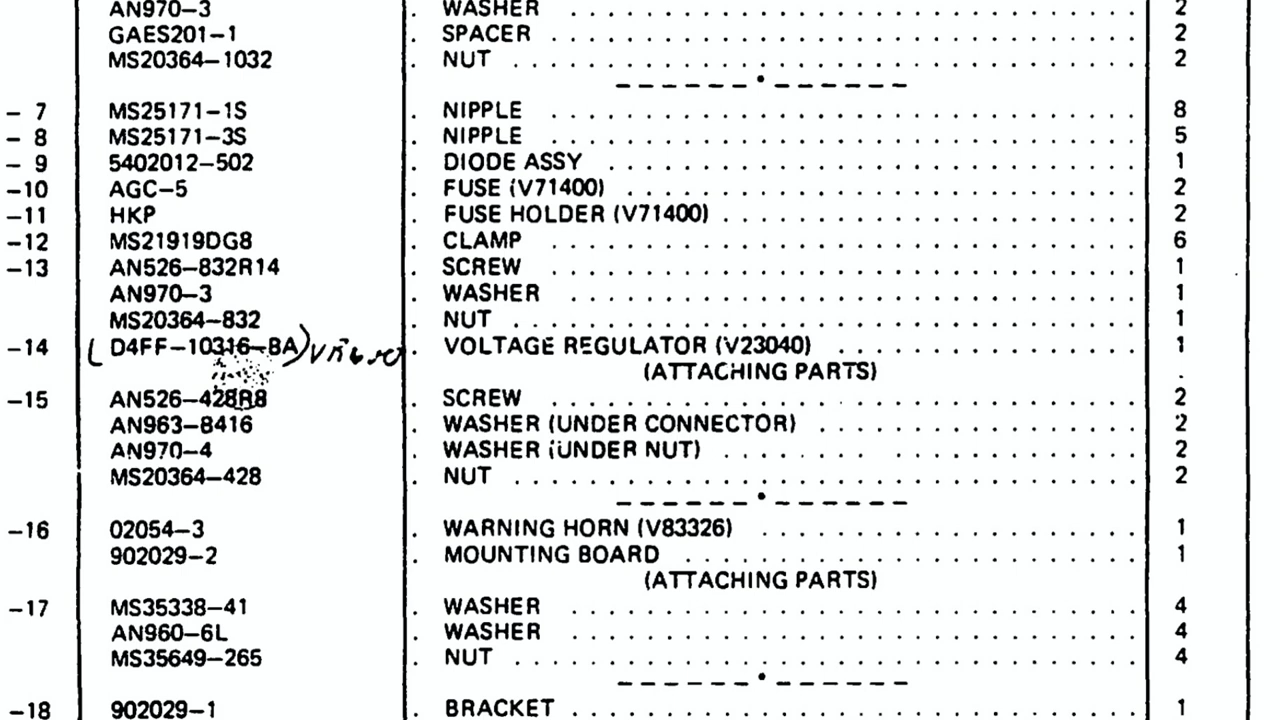 AN970-3 . WASHER 2
GAES201-1 . SPACER 2
MS20364-1032 . NUT 2
-7 MS25171-1S . NIPPLE 8
-8 MS25171-3S . NIPPLE 5
-9 5402012-502 . DIODE ASSY 1
-10 AGC-5 . FUSE (V71400) 2
-11 HKP . FUSE HOLDER (V71400) 2
-12 MS21919DG8 . CLAMP 6
-13 AN526-832R14 . SCREW 1
AN970-3 . WASHER 1
MS20364-832 . NUT 1
-14 (D4FF-10316-8A) . VOLTAGE REGULATOR (V23040) 1
(ATTACHING PARTS)
-15 AN526-428R8 . SCREW 2
AN963-8416 . WASHER (UNDER CONNECTOR) 2
AN970-4 . WASHER (UNDER NUT) 2
MS20364-428 . NUT 2
-16 02054-3 . WARNING HORN (V83326) 1
902029-2 . MOUNTING BOARD 1
(ATTACHING PARTS)
-17 MS35338-41 . WASHER 4
AN960-6L . WASHER 4
MS35649-265 . NUT 4
-18 902029-1 . BRACKET 1